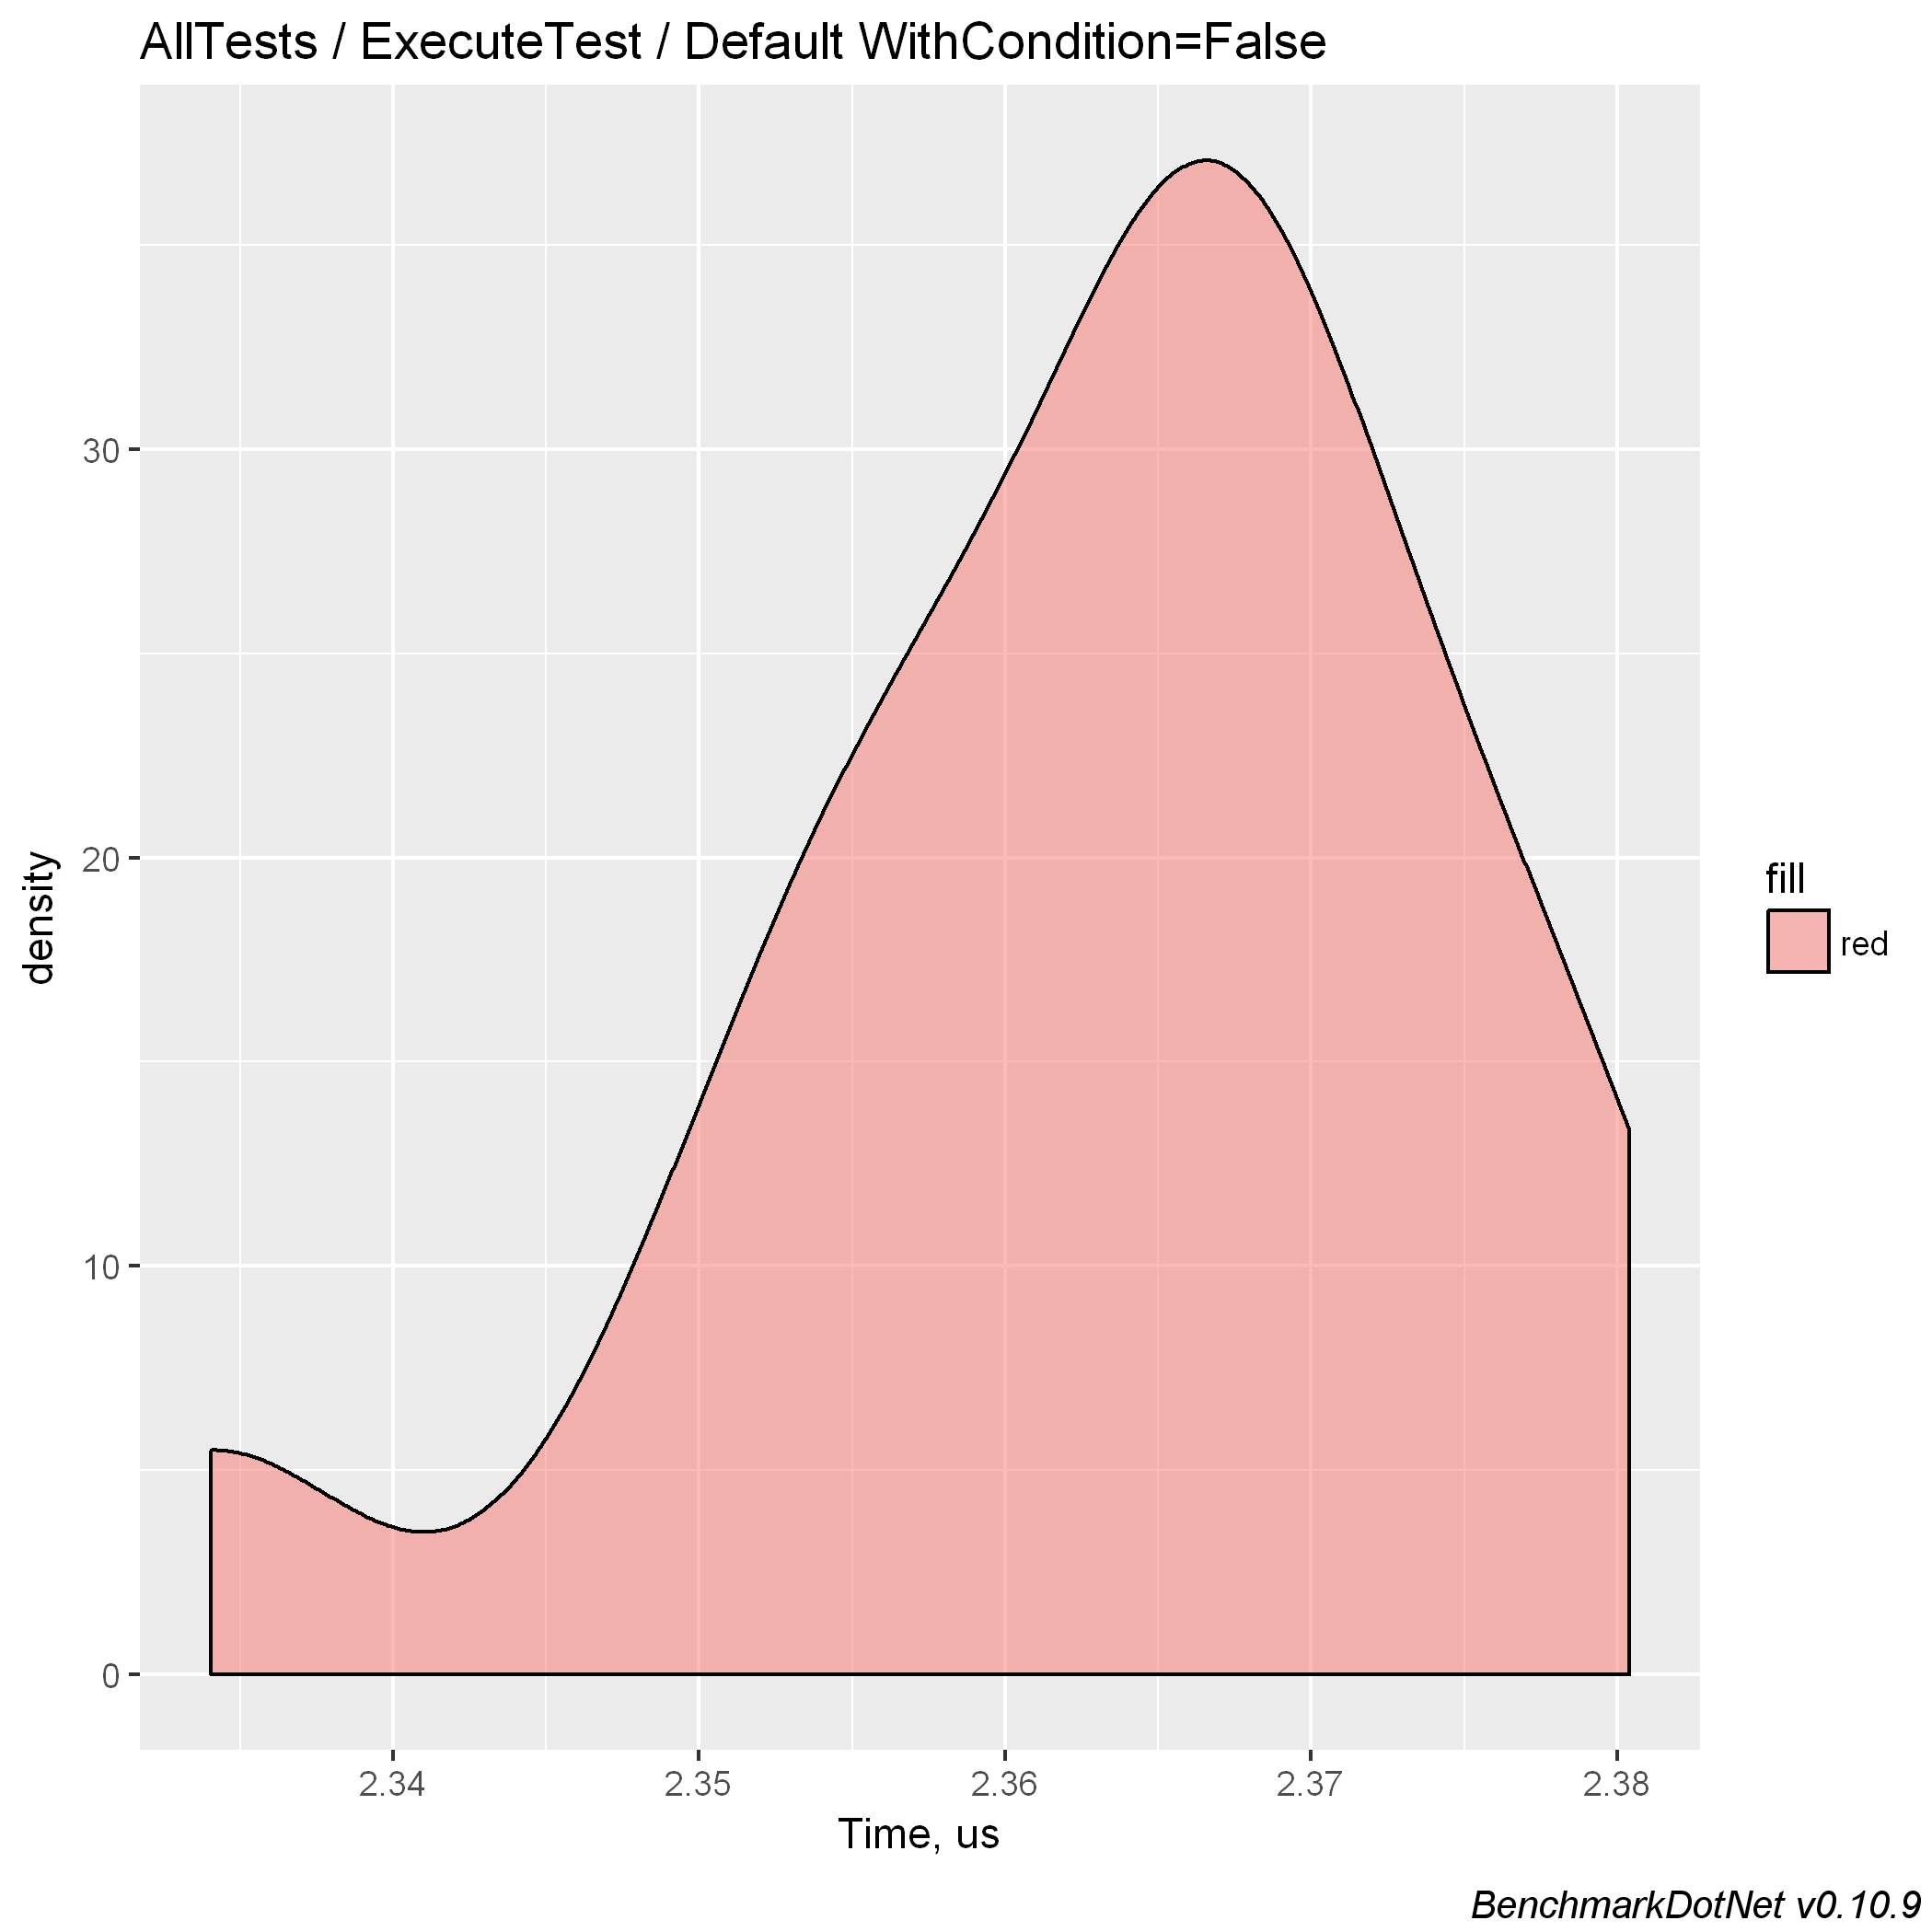 AllTests / ExecuteTest / Default WithCondition=False
density
30
20
10
0
2.34 2.35 2.36 2.37 2.38
Time, us
fill
red
BenchmarkDotNet v0.10.9